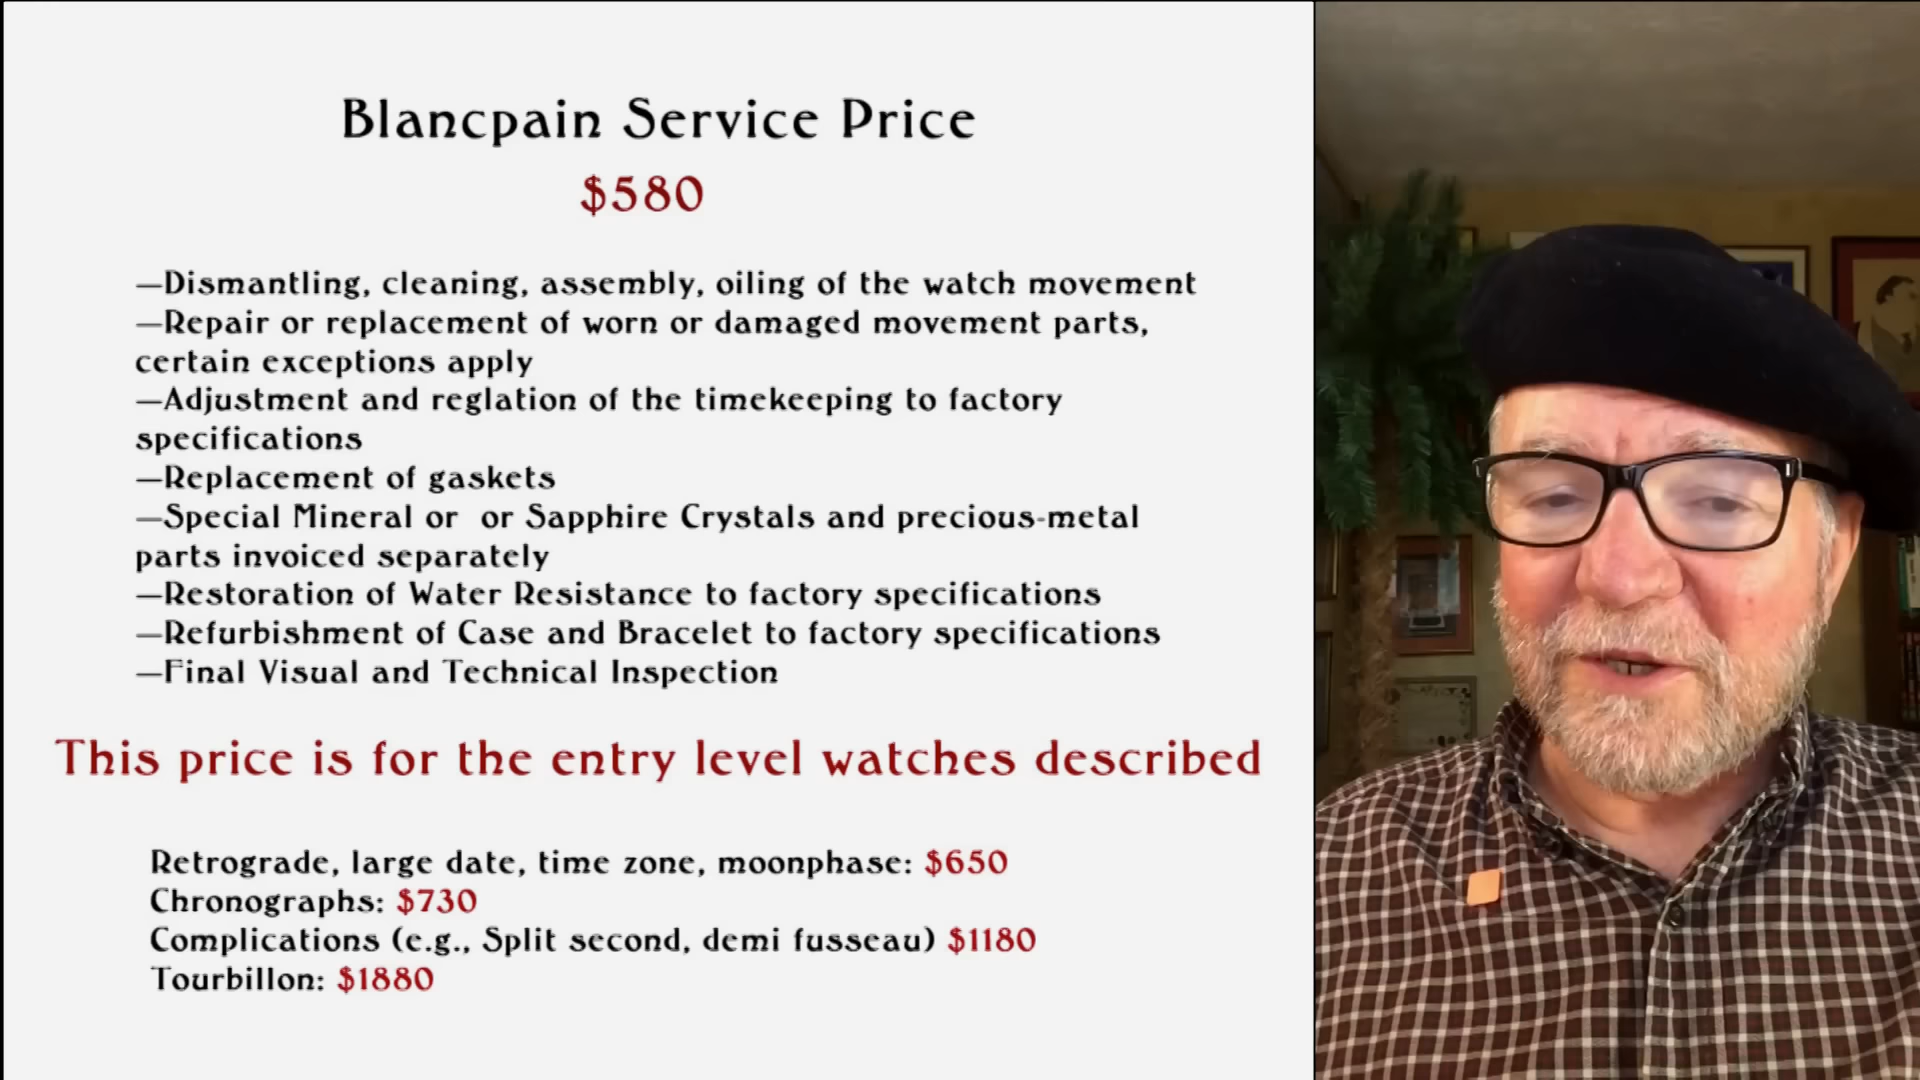 Blancpain Service Price
$580
—Dismantling, cleaning, assembly, oiling of the watch movement
—Repair or replacement of worn or damaged movement parts,
certain exceptions apply
—Adjustment and reglation of the timekeeping to factory
specifications
—Replacement of gaskets
—Special Mineral or  or Sapphire Crystals and precious-metal
parts invoiced separately
—Restoration of Water Resistance to factory specifications
—Refurbishment of Case and Bracelet to factory specifications
—Final Visual and Technical Inspection
This price is for the entry level watches described
Retrograde, large date, time zone, moonphase: $650
Chronographs: $730
Complications (e.g., Split second, demi fusseau) $1180
Tourbillon: $1880